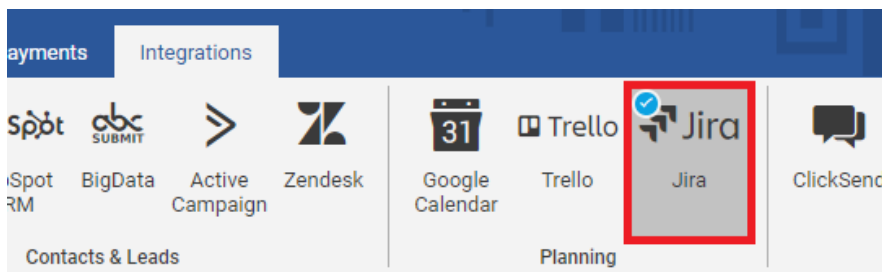 ayments Integrations
Spot abc SUBMIT 31 Trello Jira
Spot BigData Active Zendesk Google Trello Jira ClickSend
RM Campaign Calendar
Contacts & Leads Planning